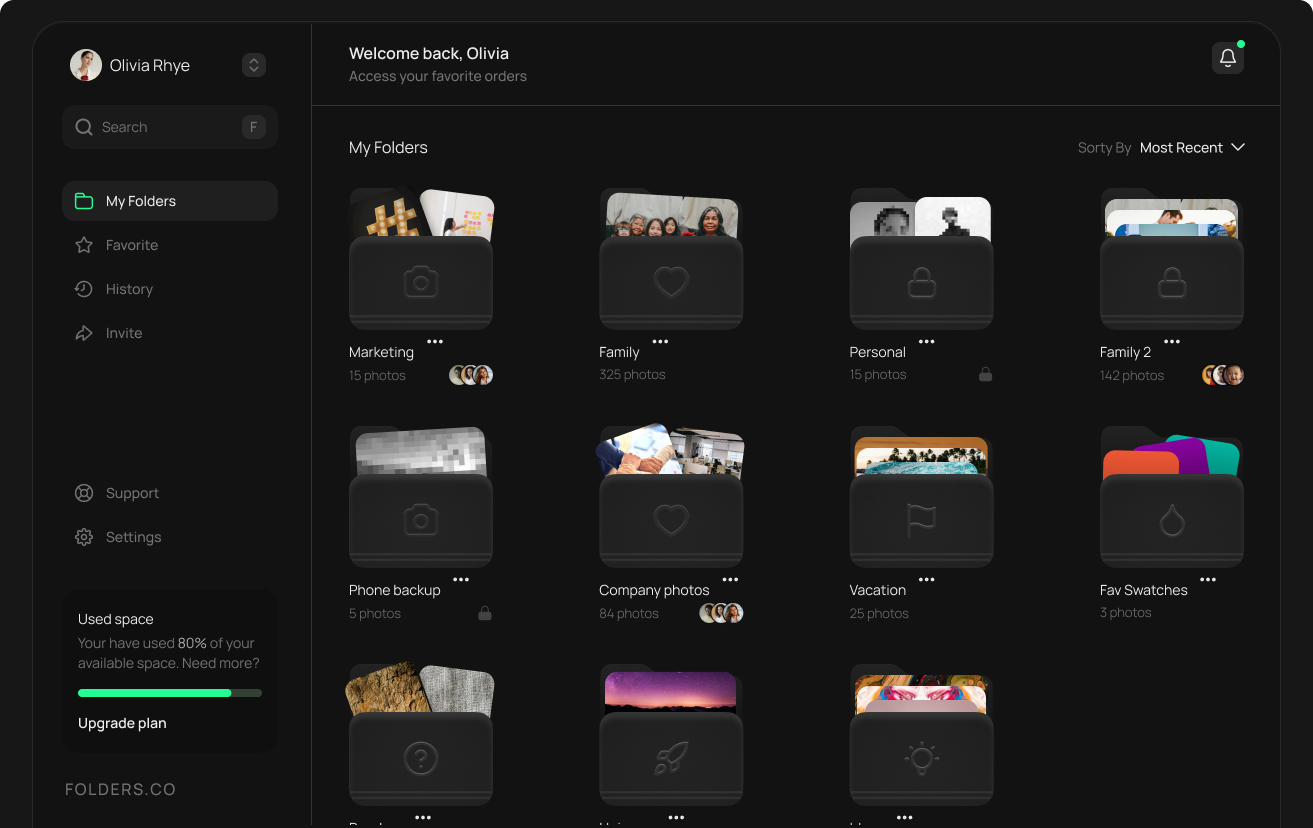 Olivia Rhye
Search
F
My Folders
Favorite
History
Invite
Support
Settings
Used space
Your have used 80% of your
available space. Need more?
Upgrade plan
FOLDERS.CO
Welcome back, Olivia
Access your favorite orders
My Folders
Sorty By Most Recent
Marketing
15 photos
Family
325 photos
Personal
15 photos
Family 2
142 photos
Phone backup
5 photos
Company photos
84 photos
Vacation
25 photos
Fav Swatches
3 photos